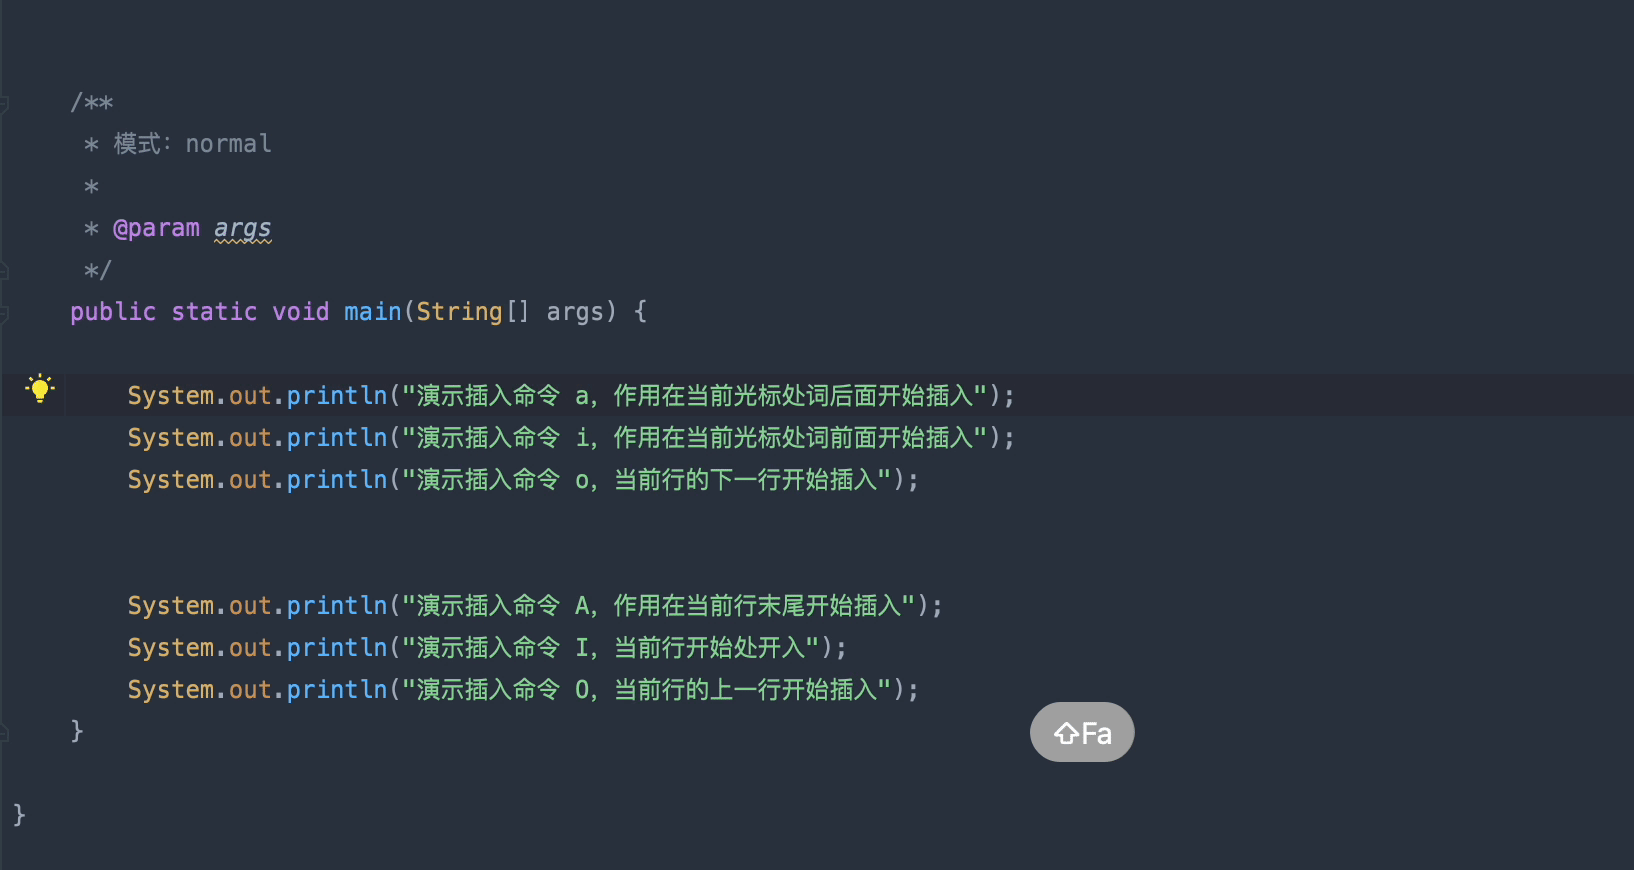 /**
 * 模式：normal
 *
 * @param args
 */
public static void main(String[] args) {
System.out.println("演示插入命令 a，作用在当前光标处词后面开始插入");
System.out.println("演示插入命令 i，作用在当前光标处词前面开始插入");
System.out.println("演示插入命令 o，当前行的下一行开始插入");
System.out.println("演示插入命令 A，作用在当前行末尾开始插入");
System.out.println("演示插入命令 I，当前行开始处开入");
System.out.println("演示插入命令 O，当前行的上一行开始插入");
}
⇧Fa
}